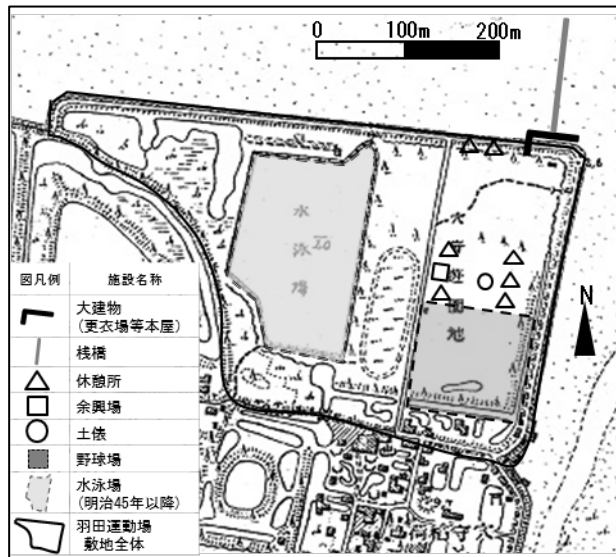 0 100m 200m
水泳場
N
図凡例 施設名称
大建物
(更衣場等本屋)
桟橋
休憩所
余興場
土俵
野球場
水泳場
(明治45年以降)
羽田運動場
敷地全体